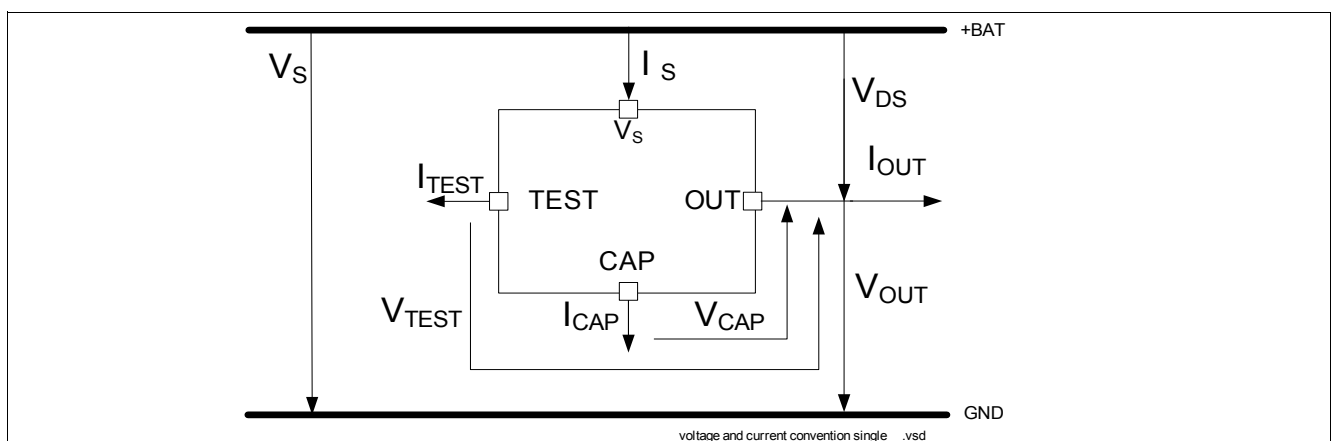 +BAT
VS
I S
VDS
VS
ITEST
IOUT
TEST
OUT
CAP
VTEST
ICAP
VCAP
VOUT
GND
voltage and current convention single .vsd